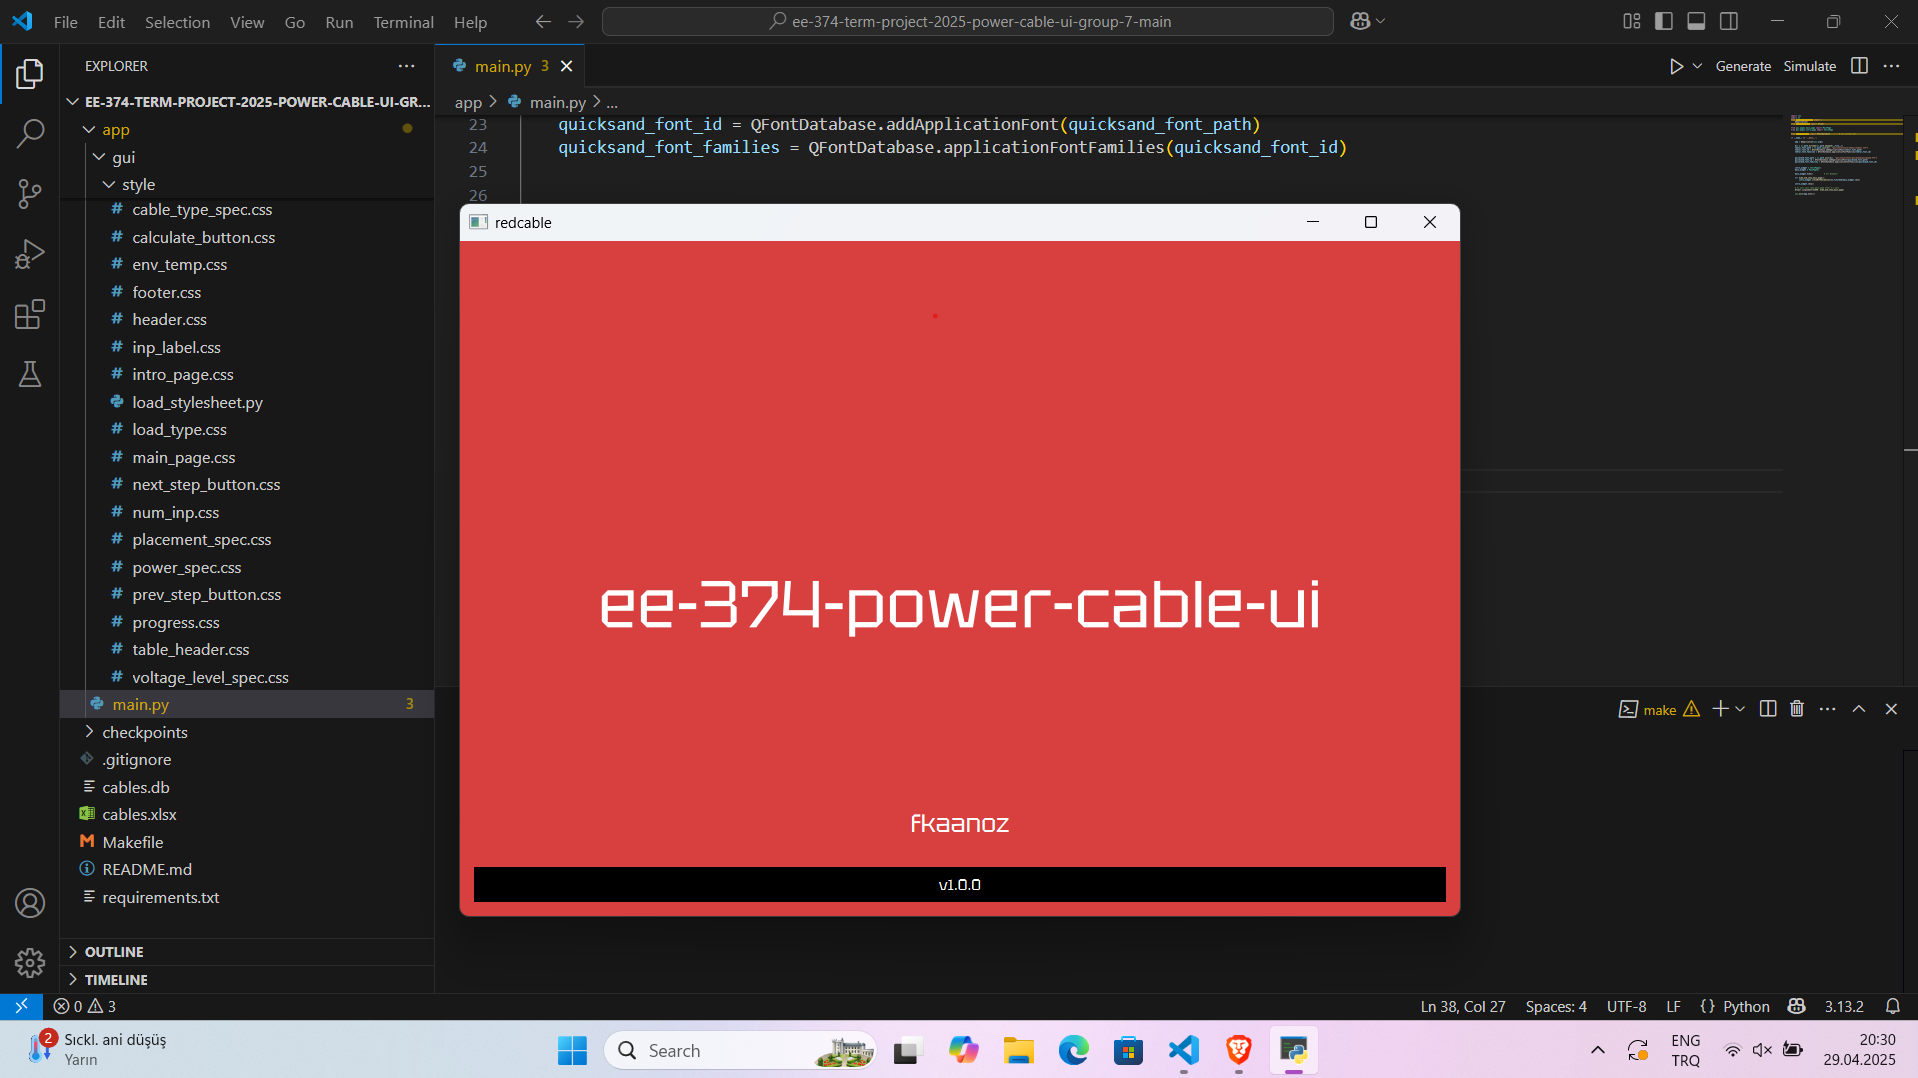 File Edit Selection View Go Run Terminal Help
ee-374-term-project-2025-power-cable-ui-group-7-main
EXPLORER
EE-374-TERM-PROJECT-2025-POWER-CABLE-UI-GR...
app
gui
style
cable_type_spec.css
calculate_button.css
env_temp.css
footer.css
header.css
inp_label.css
intro_page.css
load_stylesheet.py
load_type.css
main_page.css
next_step_button.css
num_inp.css
placement_spec.css
power_spec.css
prev_step_button.css
progress.css
table_header.css
voltage_level_spec.css
main.py 3
checkpoints
.gitignore
cables.db
cables.xlsx
Makefile
README.md
requirements.txt
OUTLINE
TIMELINE
main.py 3
Generate Simulate
app > main.py > ...
23 quicksand_font_id = QFontDatabase.addApplicationFont(quicksand_font_path)
24 quicksand_font_families = QFontDatabase.applicationFontFamilies(quicksand_font_id)
25
26
redcable
ee-374-power-cable-ui
fkaanoz
v1.0.0
make
0 3
Ln 38, Col 27 Spaces: 4 UTF-8 LF {} Python 3.13.2
2
Sıckl. ani düşüş
Yarın
Search
ENG
TRQ
20:30
29.04.2025